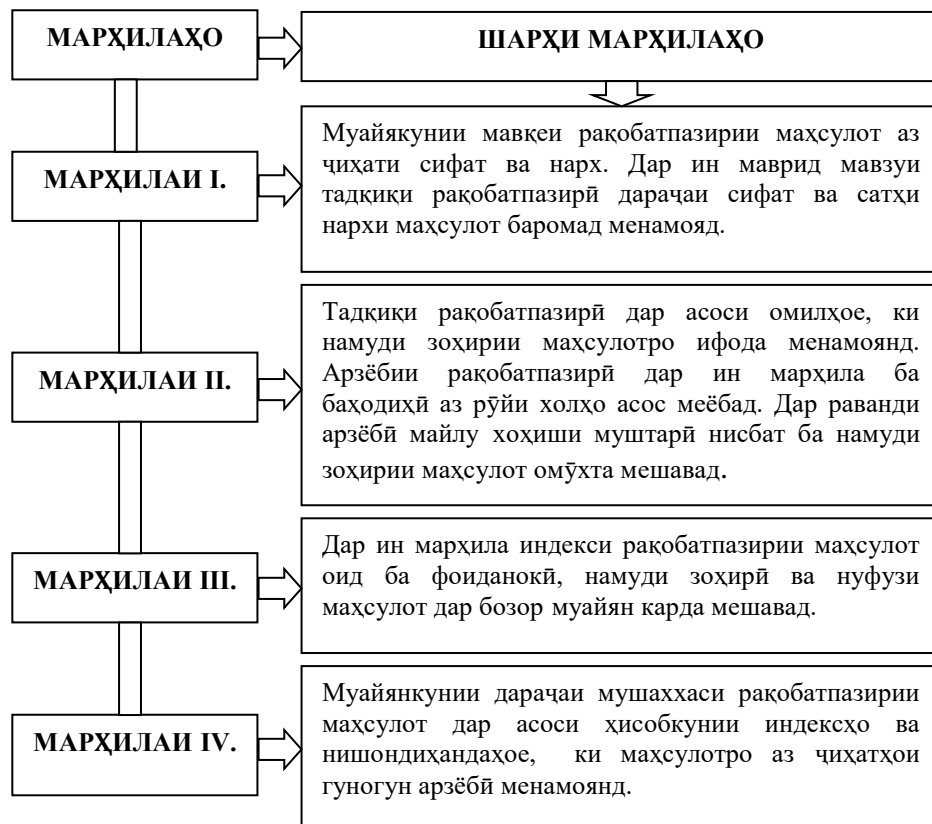 МАРҲИЛАҲО
ШАРҲИ МАРҲИЛАҲО
МАРҲИЛАИ I.
Муайякунии мавқеи рақобатпазирии маҳсулот аз
ҷиҳати сифат ва нарх. Дар ин маврид мавзуи
тадқиқи рақобатпазирӣ дараҷаи сифат ва сатҳи
нархи маҳсулот баромад менамояд.
МАРҲИЛАИ II.
Тадқиқи рақобатпазирӣ дар асоси омилҳое, ки
намуди зоҳирии маҳсулотро ифода менамоянд.
Арзёбии рақобатпазирӣ дар ин марҳила ба
баҳодиҳӣ аз рӯйи холҳо асос меёбад. Дар раванди
арзёбӣ майлу хоҳиши муштарӣ нисбат ба намуди
зоҳирии маҳсулот омӯхта мешавад.
МАРҲИЛАИ III.
Дар ин марҳила индекси рақобатпазирии маҳсулот
оид ба фоиданокӣ, намуди зоҳирӣ ва нуфузи
маҳсулот дар бозор муайян карда мешавад.
МАРҲИЛАИ IV.
Муайянкунии дараҷаи мушаххаси рақобатпазирии
маҳсулот дар асоси ҳисобкунии индексҳо ва
нишондиҳандаҳое, ки маҳсулотро аз ҷиҳатҳои
гуногун арзёбӣ менамоянд.